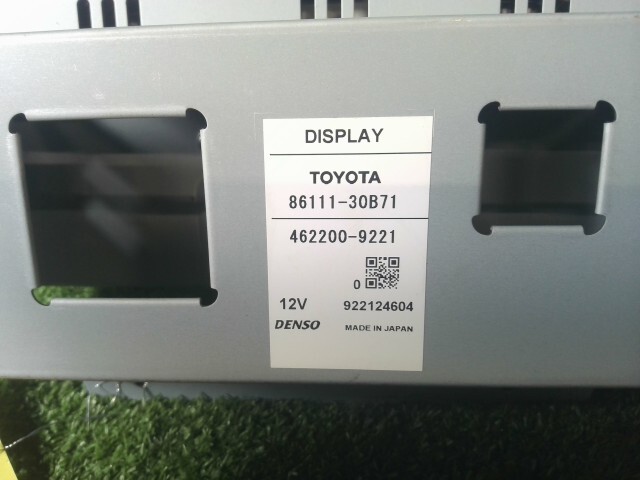 DISPLAY
TOYOTA
86111-30B71
462200-9221
0
12V 922124604
DENSO MADE IN JAPAN